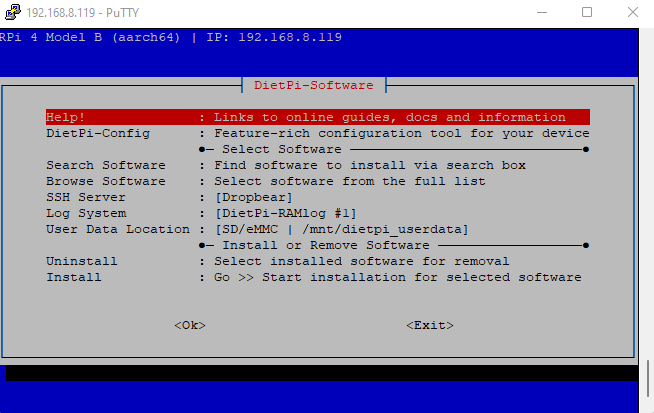 192.168.8.119 - PuTTY
RPi 4 Model B (aarch64) | IP: 192.168.8.119
DietPi-Software
Help! : Links to online guides, docs and information
DietPi-Config : Feature-rich configuration tool for your device
●─ Select Software ─●
Search Software : Find software to install via search box
Browse Software : Select software from the full list
SSH Server : [Dropbear]
Log System : [DietPi-RAMlog #1]
User Data Location : [SD/eMMC | /mnt/dietpi_userdata]
●─ Install or Remove Software ─●
Uninstall : Select installed software for removal
Install : Go >> Start installation for selected software
<Ok> <Exit>